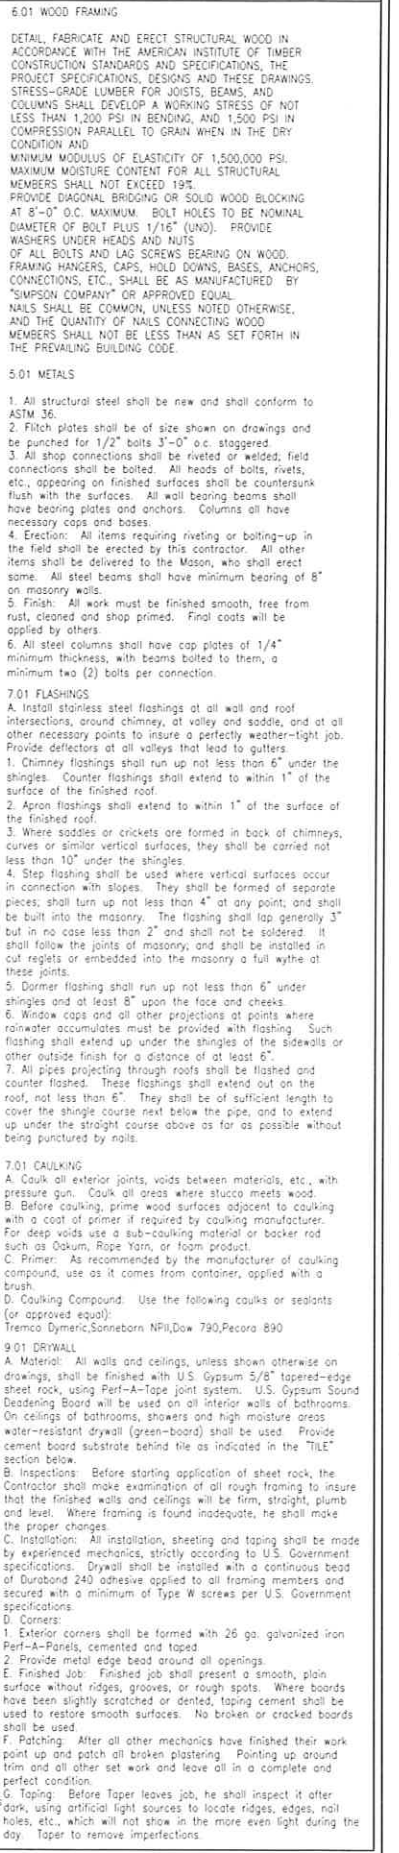 6.01 WOOD FRAMING
DETAIL, FABRICATE AND ERECT STRUCTURAL WOOD IN
ACCORDANCE WITH THE AMERICAN INSTITUTE OF TIMBER
CONSTRUCTION STANDARDS AND SPECIFICATIONS, THE
PROJECT SPECIFICATIONS, DESIGNS AND THESE DRAWINGS.
STRESS-GRADE LUMBER FOR JOISTS, BEAMS, AND
COLUMNS SHALL DEVELOP A WORKING STRESS OF NOT
LESS THAN 1,200 PSI IN BENDING, AND 1,500 PSI IN
COMPRESSION PARALLEL TO GRAIN WHEN IN THE DRY
CONDITION AND
MINIMUM MODULUS OF ELASTICITY OF 1,500,000 PSI.
MAXIMUM MOISTURE CONTENT FOR ALL STRUCTURAL
MEMBERS SHALL NOT EXCEED 19%.
PROVIDE DIAGONAL BRIDGING OR SOLID WOOD BLOCKING
AT 8'-0" O.C. MAXIMUM. BOLT HOLES TO BE NOMINAL
DIAMETER OF BOLT PLUS 1/16" (UNO). PROVIDE
WASHERS UNDER HEADS AND NUTS
OF ALL BOLTS AND LAG SCREWS BEARING ON WOOD.
FRAMING HANGERS, CAPS, HOLD DOWNS, BASES, ANCHORS,
CONNECTIONS, ETC., SHALL BE AS MANUFACTURED BY
"SIMPSON COMPANY" OR APPROVED EQUAL.
NAILS SHALL BE COMMON, UNLESS NOTED OTHERWISE,
AND THE QUANTITY OF NAILS CONNECTING WOOD
MEMBERS SHALL NOT BE LESS THAN AS SET FORTH IN
THE PREVAILING BUILDING CODE.
5.01 METALS
1. All structural steel shall be new and shall conform to
ASTM 36.
2. Flitch plates shall be of size shown on drawings and
be punched for 1/2" bolts 3'-0" o.c. staggered.
3. All shop connections shall be riveted or welded; field
connections shall be bolted. All heads of bolts, rivets,
etc., appearing on finished surfaces shall be countersunk
flush with the surfaces. All wall bearing beams shall
have bearing plates and anchors. Columns all have
necessary caps and bases.
4. Erection: All items requiring riveting or bolting-up in
the field shall be erected by this contractor. All other
items shall be delivered to the Mason, who shall erect
same. All steel beams shall have minimum bearing of 8"
on masonry walls.
5. Finish: All work must be finished smooth, free from
rust, cleaned and shop primed. Final coats will be
applied by others.
6. All steel columns shall have cap plates of 1/4"
minimum thickness, with beams bolted to them, a
minimum two (2) bolts per connection.
7.01 FLASHINGS
A. Install stainless steel flashings at all wall and roof
intersections, around chimney, at valley and saddle, and at all
other necessary points to insure a perfectly weather-tight job.
Provide deflectors at all valleys that lead to gutters.
1. Chimney flashings shall run up not less than 6" under the
shingles. Counter flashings shall extend to within 1" of the
surface of the finished roof.
2. Apron flashings shall extend to within 1" of the surface of
the finished roof.
3. Where saddles or crickets are formed in back of chimneys,
curves or similar vertical surfaces, they shall be carried not
less than 10" under the shingles.
4. Step flashing shall be used where vertical surfaces occur
in connection with slopes. They shall be formed of separate
pieces; shall turn up not less than 4" at any point; and shall
be built into the masonry. The flashing shall lap generally 3"
but in no case less than 2" and shall not be soldered. It
shall follow the joints of masonry; and shall be installed in
cut reglets or embedded into the masonry a full wythe at
these joints.
5. Dormer flashing shall run up not less than 6" under
shingles and at least 8" upon the face and cheeks.
6. Window caps and all other projections at points where
rainwater accumulates must be provided with flashing. Such
flashing shall extend up under the shingles of the sidewalls or
other outside finish for a distance of at least 6".
7. All pipes projecting through roofs shall be flashed and
counter flashed. These flashings shall extend out on the
roof, not less than 6". They shall be of sufficient length to
cover the shingle course next below the pipe, and to extend
up under the straight course above as far as possible without
being punctured by nails.
7.01 CAULKING
A. Caulk all exterior joints, voids between materials, etc., with
pressure gun. Caulk all areas where stucco meets wood.
B. Before caulking, prime wood surfaces adjacent to caulking
with a coat of primer if required by caulking manufacturer.
For deep voids use a sub-caulking material or backer rod
such as Oakum, Rope Yarn, or foam product.
C. Primer: As recommended by the manufacturer of caulking
compound, use as it comes from container, applied with a
brush.
D. Caulking Compound: Use the following caulks or sealants
(or approved equal):
Tremco Dymeric,Sonneborn NPII,Dow 790,Pecora 890
9.01 DRYWALL
A. Material: All walls and ceilings, unless shown otherwise on
drawings, shall be finished with U.S. Gypsum 5/8" tapered-edge
sheet rock, using Perf-A-Tape joint system. U.S. Gypsum Sound
Deadening Board will be used on all interior walls of bathrooms.
On ceilings of bathrooms, showers and high moisture areas
water-resistant drywall (green-board) shall be used. Provide
cement board substrate behind tile as indicated in the "TILE"
section below.
B. Inspections: Before starting application of sheet rock, the
Contractor shall make examination of all rough framing to insure
that the finished walls and ceilings will be firm, straight, plumb
and level. Where framing is found inadequate, he shall make
the proper changes.
C. Installation: All installation, sheeting and taping shall be made
by experienced mechanics, strictly according to U.S. Government
specifications. Drywall shall be installed with a continuous bead
of Durabond 240 adhesive applied to all framing members and
secured with a minimum of Type W screws per U.S. Government
specifications.
D. Corners:
1. Exterior corners shall be formed with 26 ga. galvanized iron
Perf-A-Panels, cemented and taped.
2. Provide metal edge bead around all openings.
E. Finished Job: Finished job shall present a smooth, plain
surface without ridges, grooves, or rough spots. Where boards
have been slightly scratched or dented, taping cement shall be
used to restore smooth surfaces. No broken or cracked boards
shall be used.
F. Patching: After all other mechanics have finished their work
point up and patch all broken plastering. Pointing up around
trim and all other set work and leave all in a complete and
perfect condition.
G. Taping: Before Taper leaves job, he shall inspect it after
dark, using artificial light sources to locate ridges, edges, nail
holes, etc., which will not show in the more even light during the
day. Taper to remove imperfections.